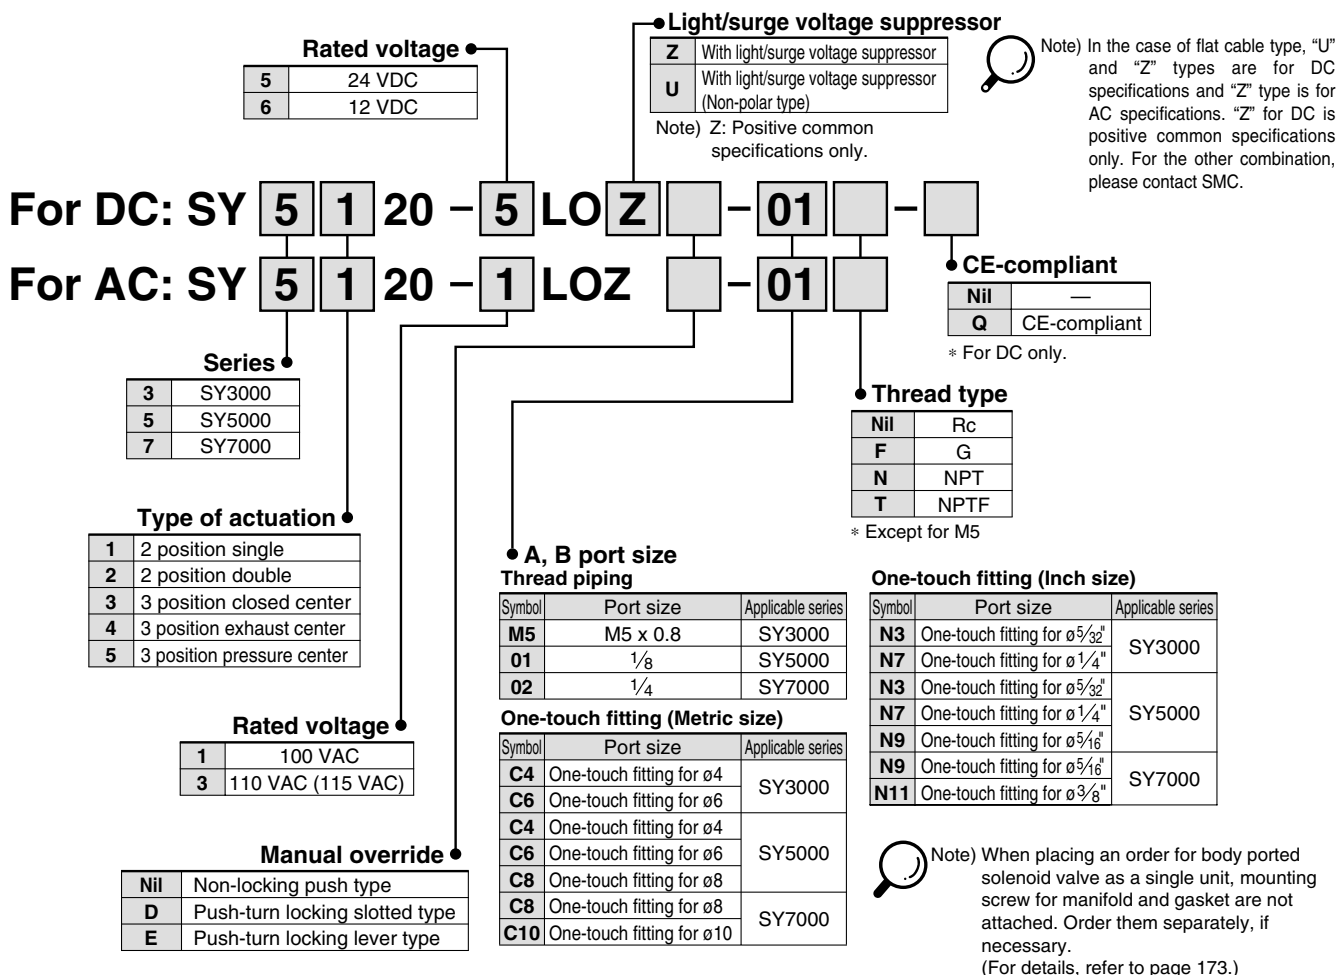 Light/surge voltage suppressor
Z With light/surge voltage suppressor
U With light/surge voltage suppressor
(Non-polar type)
Note) Z: Positive common
specifications only.
Note) In the case of flat cable type, “U”
and “Z” types are for DC
specifications and “Z” type is for
AC specifications. “Z” for DC is
positive common specifications
only. For the other combination,
please contact SMC.
Rated voltage
5 24 VDC
6 12 VDC
For DC: SY 5 1 20 – 5 LO Z – 01 –
For AC: SY 5 1 20 – 1 LOZ – 01
CE-compliant
Nil —
Q CE-compliant
* For DC only.
Series
3 SY3000
5 SY5000
7 SY7000
Thread type
Nil Rc
F G
N NPT
T NPTF
* Except for M5
Type of actuation
1 2 position single
2 2 position double
3 3 position closed center
4 3 position exhaust center
5 3 position pressure center
Rated voltage
1 100 VAC
3 110 VAC (115 VAC)
Manual override
Nil Non-locking push type
D Push-turn locking slotted type
E Push-turn locking lever type
A, B port size
Thread piping
Symbol Port size Applicable series
M5 M5 x 0.8 SY3000
01 1/8 SY5000
02 1/4 SY7000
One-touch fitting (Metric size)
Symbol Port size Applicable series
C4 One-touch fitting for ø4
SY3000
C6 One-touch fitting for ø6
C4 One-touch fitting for ø4
C6 One-touch fitting for ø6 SY5000
C8 One-touch fitting for ø8
C8 One-touch fitting for ø8
SY7000
C10 One-touch fitting for ø10
One-touch fitting (Inch size)
Symbol Port size Applicable series
N3 One-touch fitting for ø5/32"
SY3000
N7 One-touch fitting for ø1/4"
N3 One-touch fitting for ø5/32"
N7 One-touch fitting for ø1/4" SY5000
N9 One-touch fitting for ø5/16"
N9 One-touch fitting for ø5/16"
SY7000
N11 One-touch fitting for ø3/8"
Note) When placing an order for body ported
solenoid valve as a single unit, mounting
screw for manifold and gasket are not
attached. Order them separately, if
necessary.
(For details, refer to page 173.)